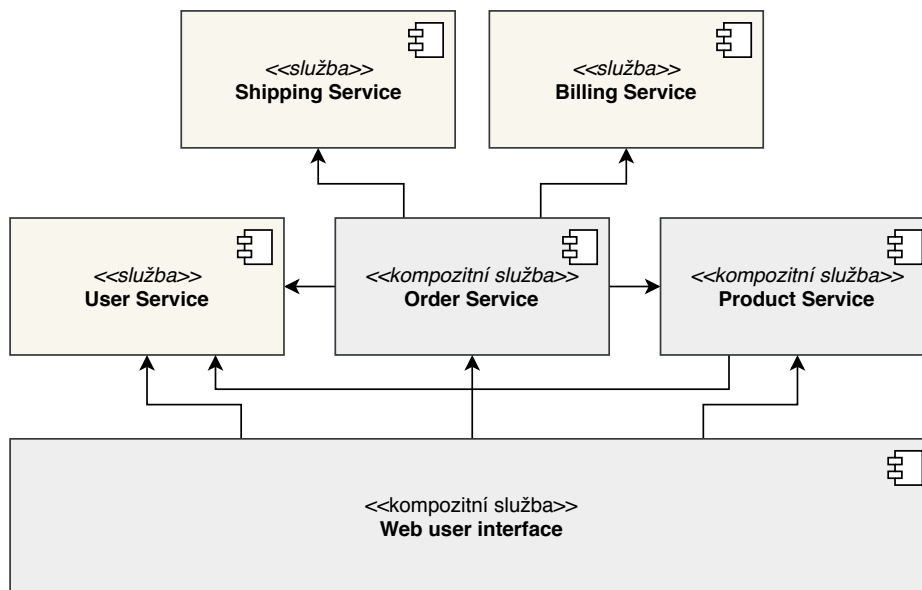 <<služba>>
Shipping Service
<<služba>>
Billing Service
<<služba>>
User Service
<<kompozitní služba>>
Order Service
<<kompozitní služba>>
Product Service
<<kompozitní služba>>
Web user interface